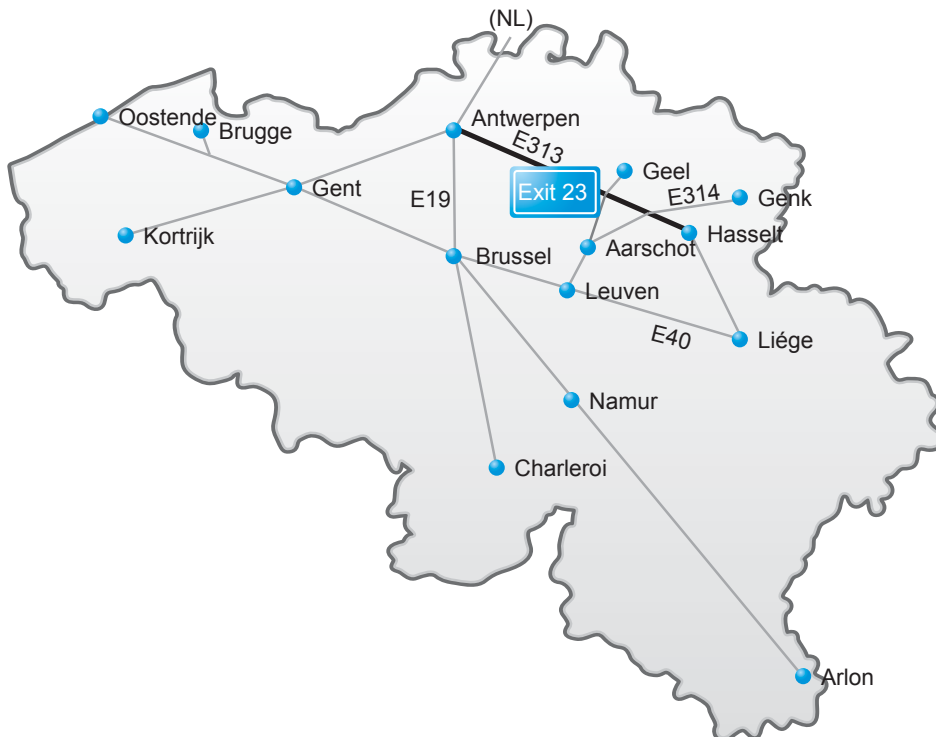 (NL)
Oostende
Brugge
Antwerpen
E313
Geel
Gent
E19
Exit 23
E314
Genk
Kortrijk
Brussel
Aarschot
Hasselt
Leuven
E40
Liége
Namur
Charleroi
Arlon